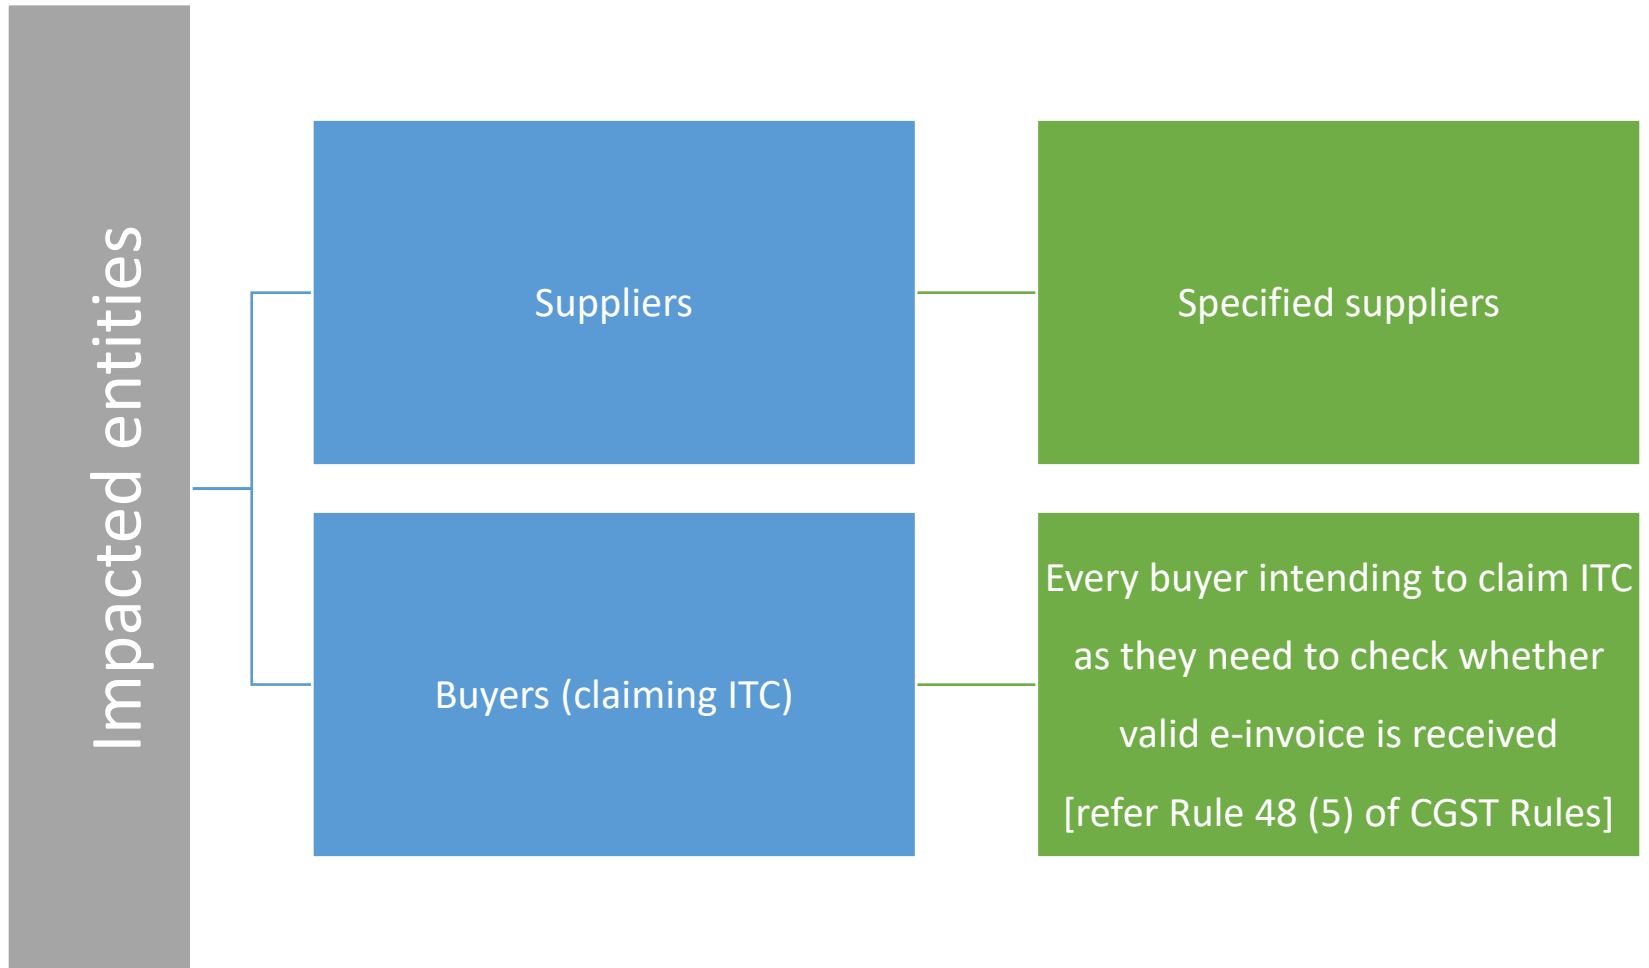 Impacted entities
Suppliers
Specified suppliers
Buyers (claiming ITC)
Every buyer intending to claim ITC
as they need to check whether
valid e-invoice is received
[refer Rule 48 (5) of CGST Rules]